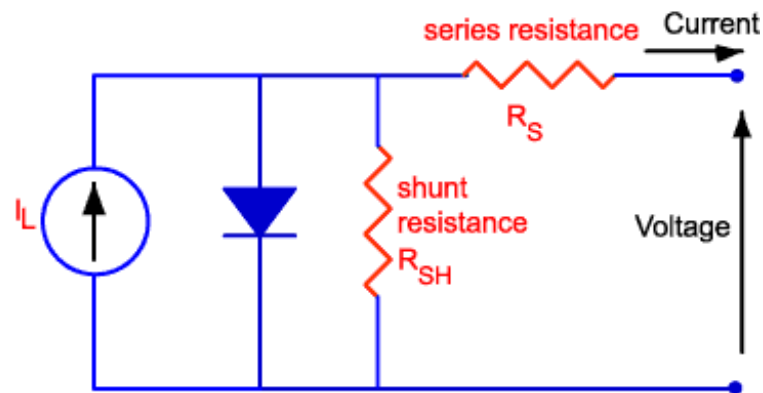 Current
series resistance
R_S
I_L
shunt
resistance
R_SH
Voltage